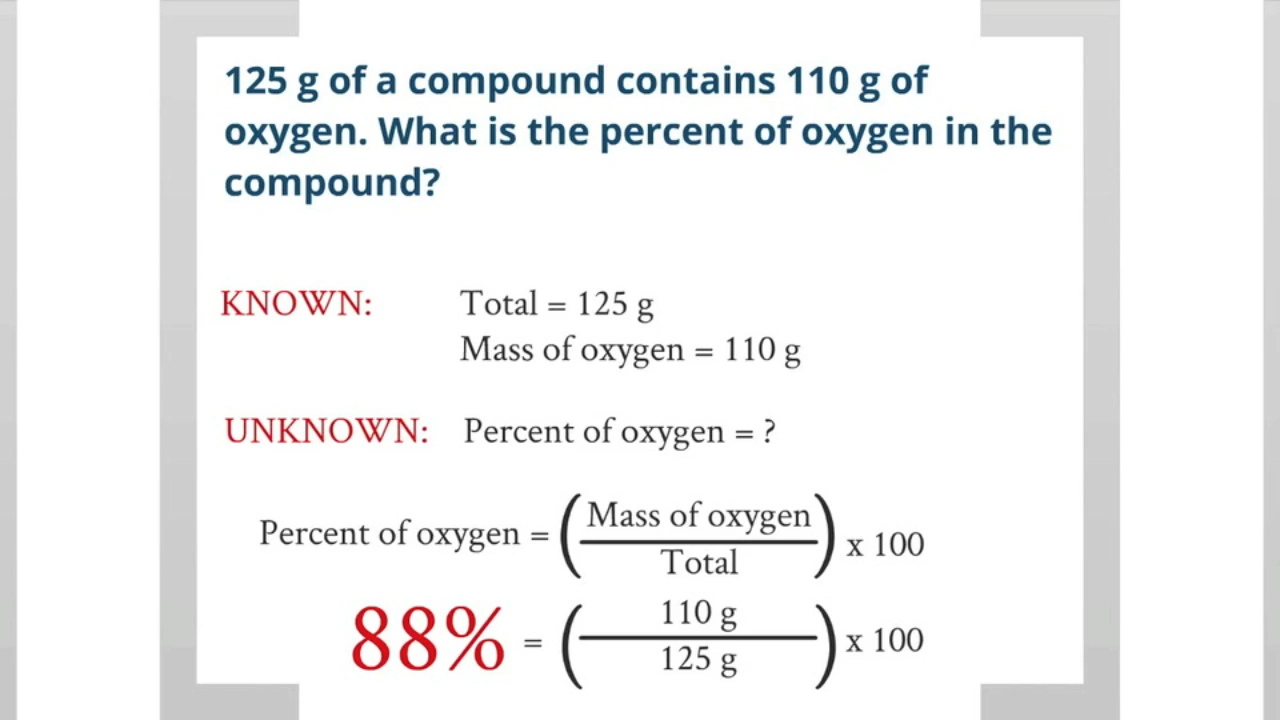 125 g of a compound contains 110 g of
oxygen. What is the percent of oxygen in the
compound?
KNOWN: Total = 125 g
Mass of oxygen = 110 g
UNKNOWN: Percent of oxygen = ?
Percent of oxygen = (Mass of oxygen / Total) x 100
88% = (110 g / 125 g) x 100